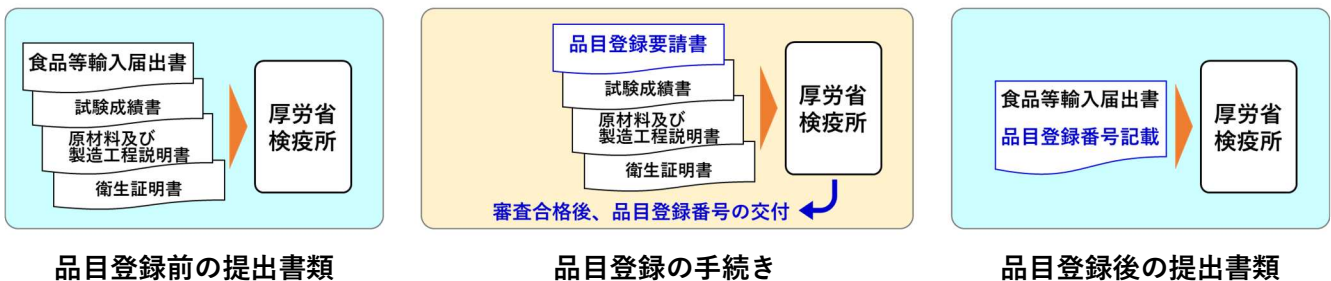 食品等輸入届出書
試験成績書
原材料及び
製造工程説明書
衛生証明書
厚労省
検疫所
品目登録前の提出書類
品目登録要請書
試験成績書
原材料及び
製造工程説明書
衛生証明書
厚労省
検疫所
審査合格後、品目登録番号の交付
品目登録の手続き
食品等輸入届出書
品目登録番号記載
厚労省
検疫所
品目登録後の提出書類